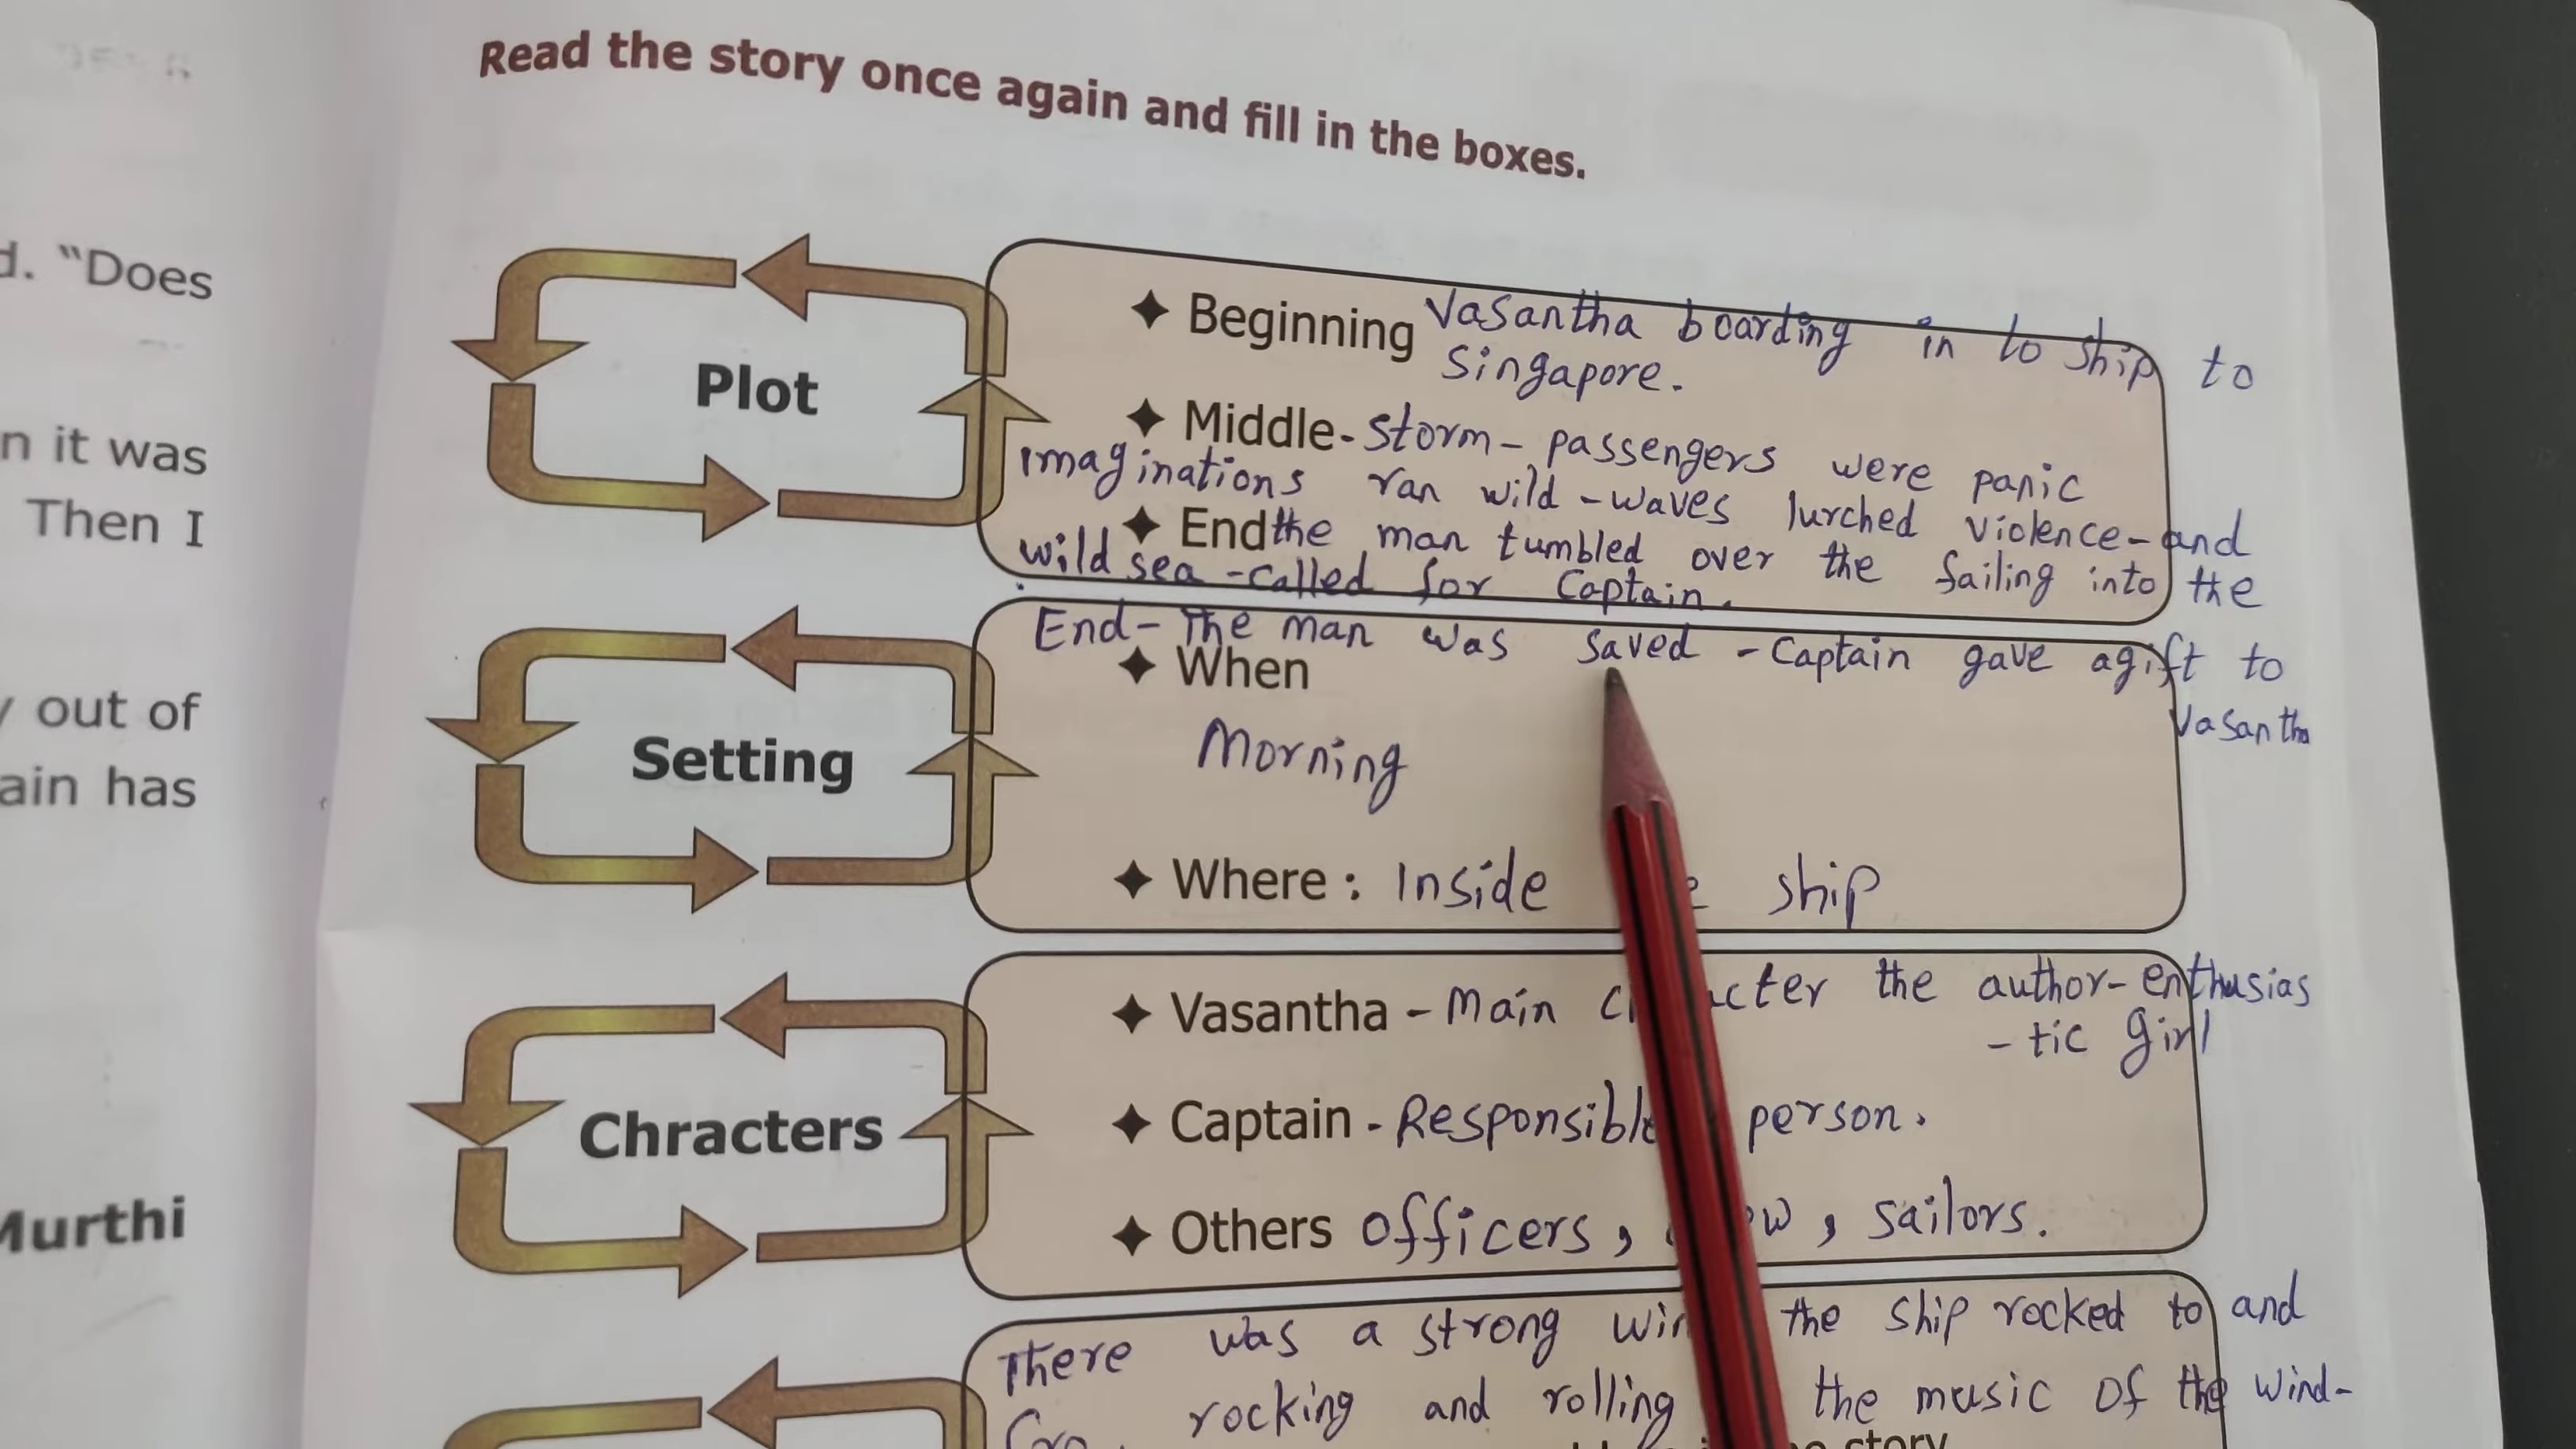 d. "Does
n it was
Then I
out of
ain has
Murthi
Read the story once again and fill in the boxes.
Plot
✦ Beginning Vasantha boarding in to ship to
Singapore.
✦ Middle - storm - passengers were panic
imaginations ran wild - waves lurched violence - and
✦ End the man tumbled over the sailing into the
wild sea - called for Captain.
Setting
End - The man was saved - Captain gave a gift to
Vasantha
✦ When
Morning
✦ Where : Inside ship
Chracters
✦ Vasantha - Main the author - enthusias
- tic girl
✦ Captain - Responsible person.
✦ Others officers, , sailors.
There was a strong the ship rocked to and
rocking and rolling the music of the wind-
story